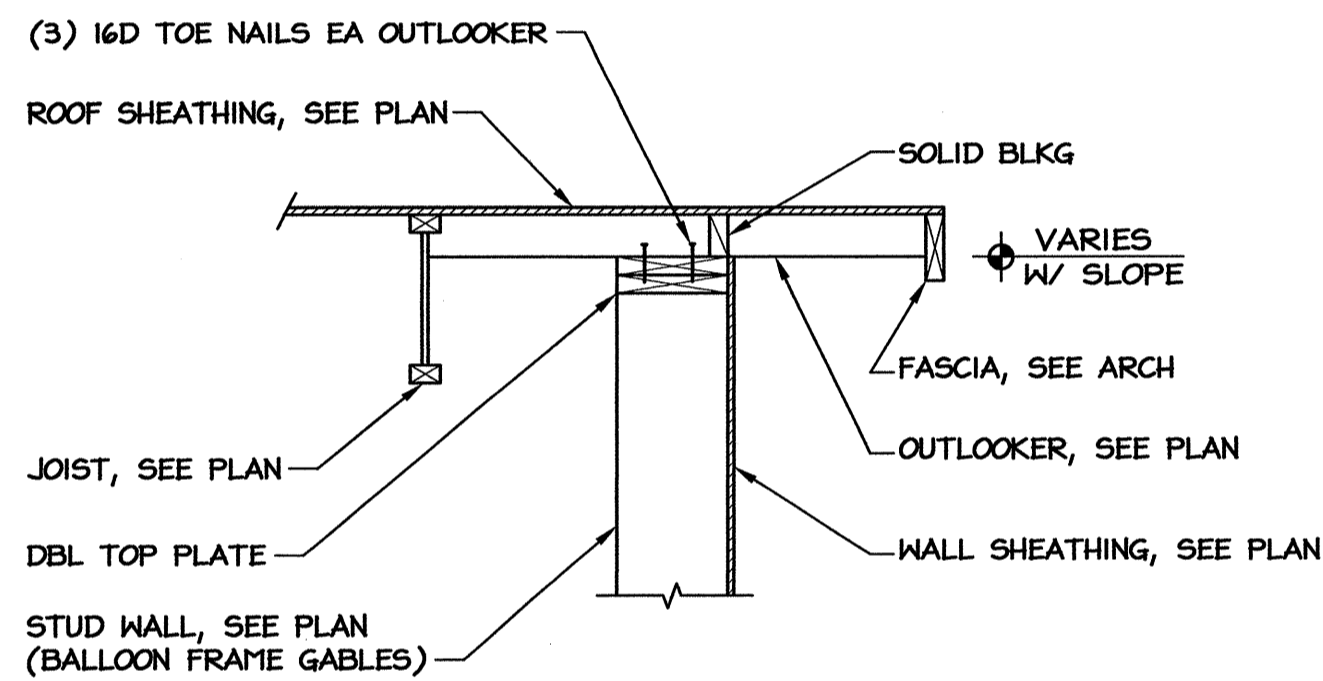 (3) 16D TOE NAILS EA OUTLOOKER
ROOF SHEATHING, SEE PLAN
SOLID BLKG
VARIES
W/ SLOPE
FASCIA, SEE ARCH
OUTLOOKER, SEE PLAN
JOIST, SEE PLAN
WALL SHEATHING, SEE PLAN
DBL TOP PLATE
STUD WALL, SEE PLAN
(BALLOON FRAME GABLES)